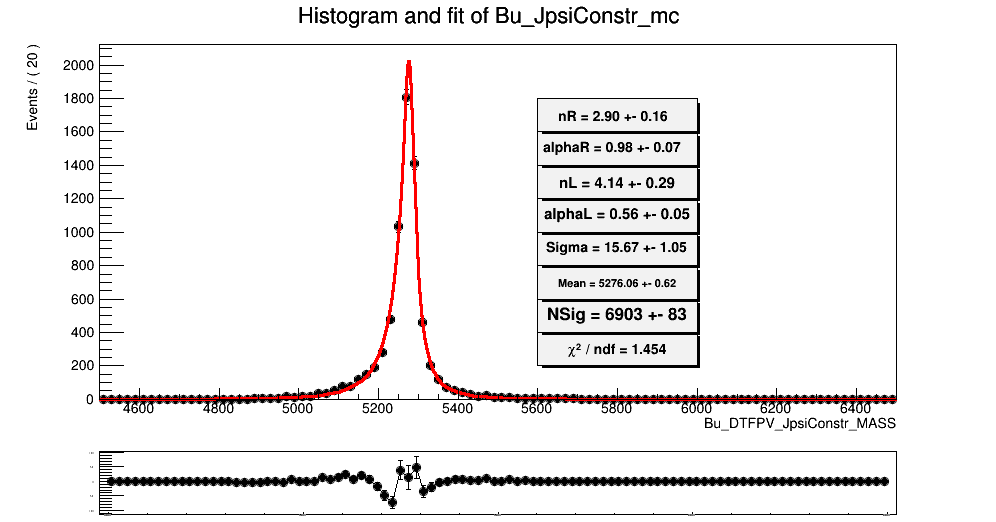 Histogram and fit of Bu_JpsiConstr_mc
Events / ( 20 )
2000
1800
1600
1400
1200
1000
800
600
400
200
0
nR = 2.90 +- 0.16
alphaR = 0.98 +- 0.07
nL = 4.14 +- 0.29
alphaL = 0.56 +- 0.05
Sigma = 15.67 +- 1.05
Mean = 5276.06 +- 0.62
NSig = 6903 +- 83
χ² / ndf = 1.454
4600 4800 5000 5200 5400 5600 5800 6000 6200 6400
Bu_DTFPV_JpsiConstr_MASS